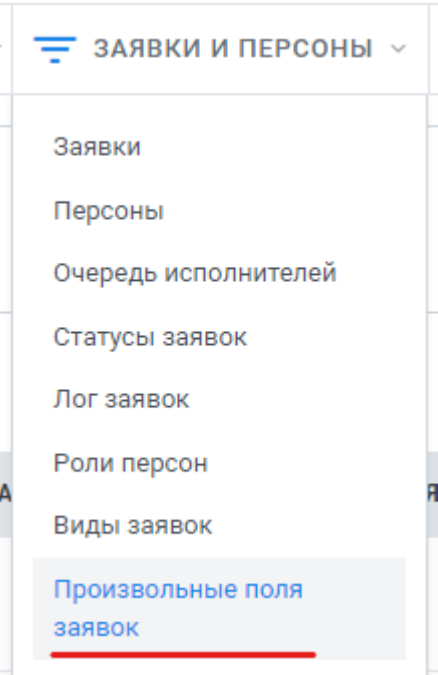 ЗАЯВКИ И ПЕРСОНЫ
Заявки
Персоны
Очередь исполнителей
Статусы заявок
Лог заявок
Роли персон
Виды заявок
Произвольные поля
заявок